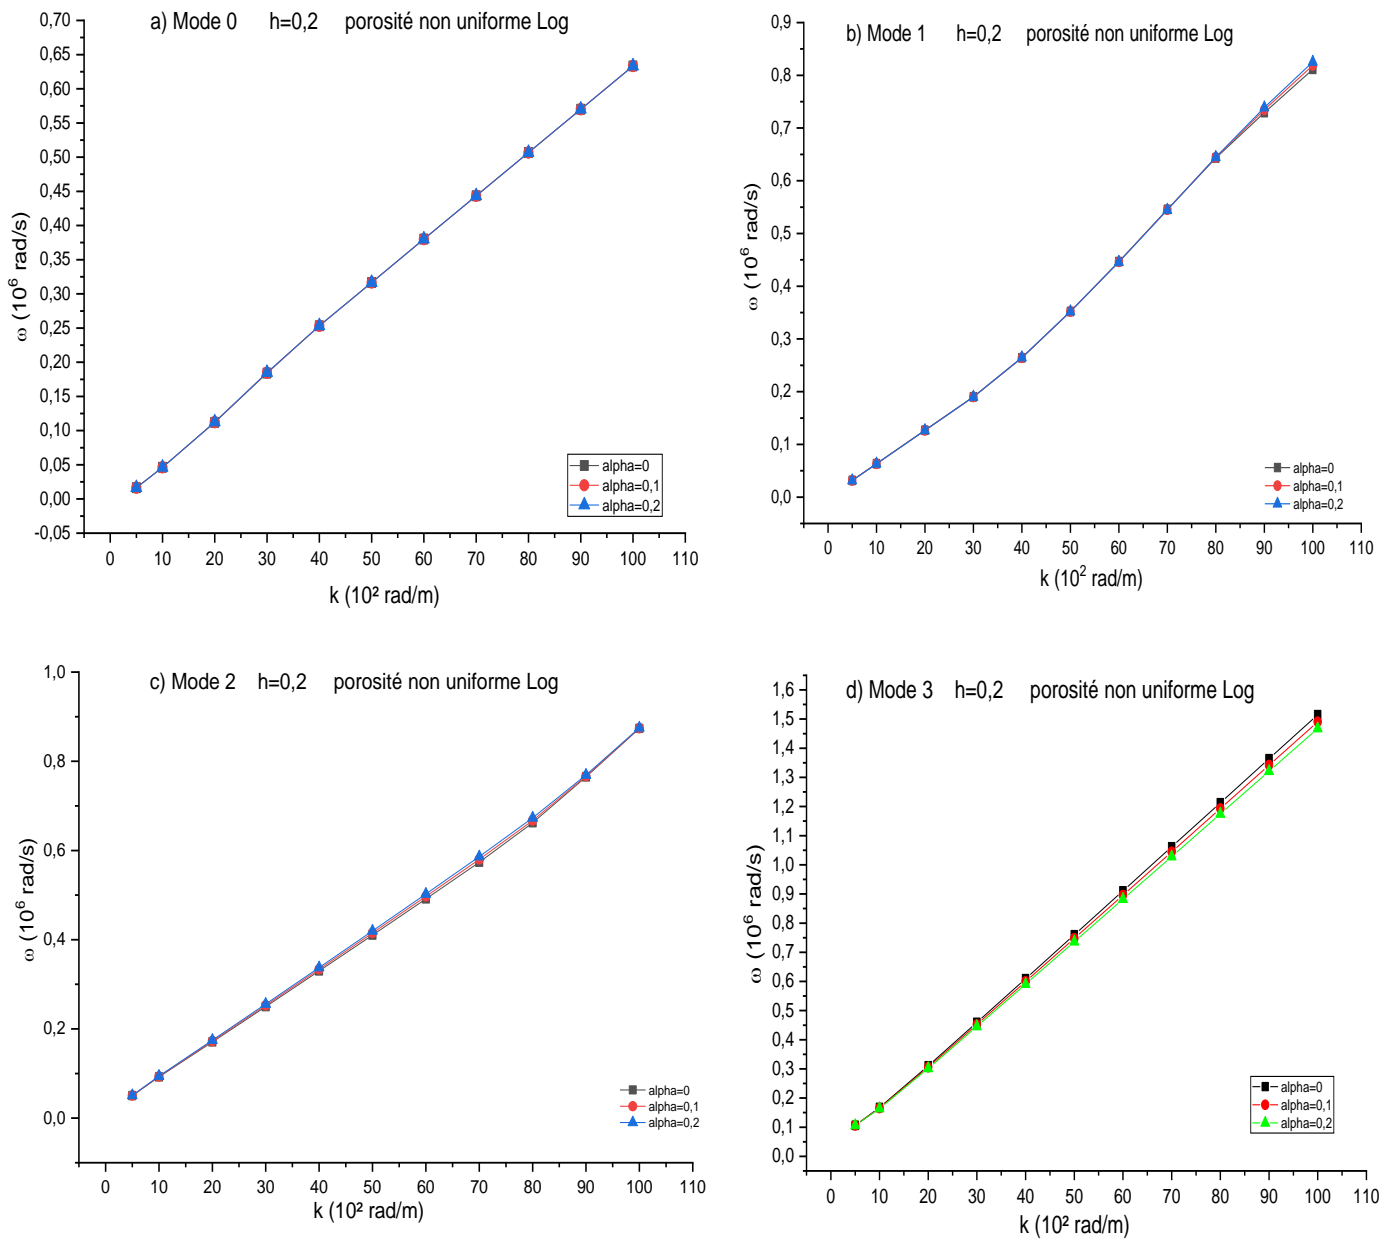 a) Mode 0 h=0,2 porosité non uniforme Log
0,70
0,65
0,60
0,55
0,50
0,45
0,40
0,35
0,30
0,25
0,20
0,15
0,10
0,05
0,00
-0,05
ω (10⁶ rad/s)
alpha=0
alpha=0,1
alpha=0,2
0 10 20 30 40 50 60 70 80 90 100 110
k (10² rad/m)
b) Mode 1 h=0,2 porosité non uniforme Log
0,9
0,8
0,7
0,6
0,5
0,4
0,3
0,2
0,1
0,0
ω (10⁶ rad/s)
alpha=0
alpha=0,1
alpha=0,2
0 10 20 30 40 50 60 70 80 90 100 110
k (10² rad/m)
c) Mode 2 h=0,2 porosité non uniforme Log
1,0
0,8
0,6
0,4
0,2
0,0
ω (10⁶ rad/s)
alpha=0
alpha=0,1
alpha=0,2
0 10 20 30 40 50 60 70 80 90 100 110
k (10² rad/m)
d) Mode 3 h=0,2 porosité non uniforme Log
1,6
1,5
1,4
1,3
1,2
1,1
1,0
0,9
0,8
0,7
0,6
0,5
0,4
0,3
0,2
0,1
0,0
ω (10⁶ rad/s)
alpha=0
alpha=0,1
alpha=0,2
0 10 20 30 40 50 60 70 80 90 100 110
k (10² rad/m)